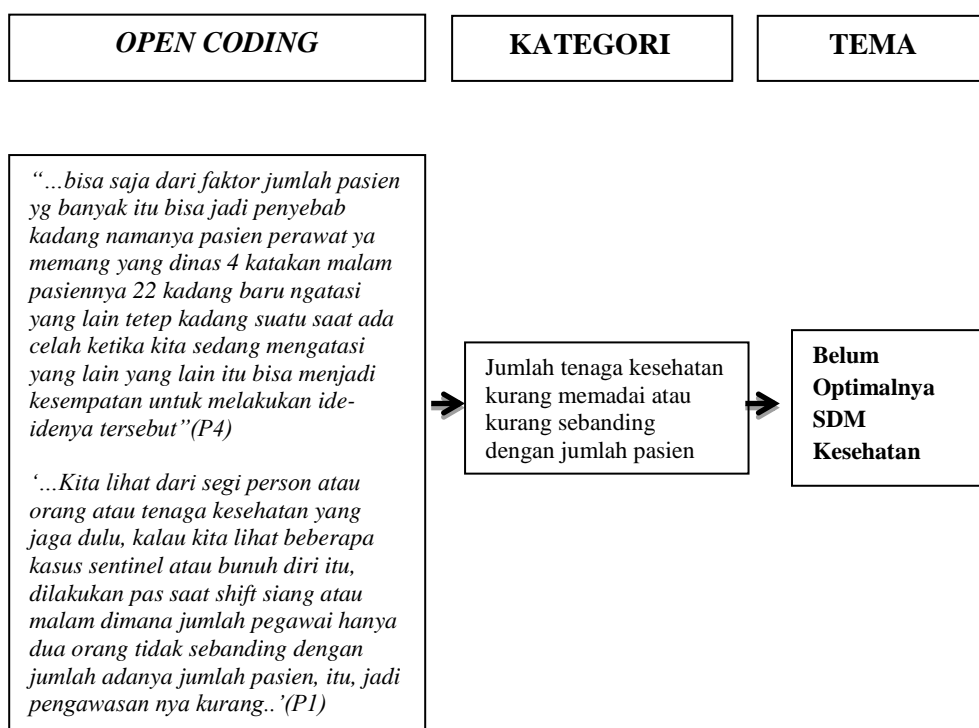 OPEN CODING
KATEGORI
TEMA
“…bisa saja dari faktor jumlah pasien
yg banyak itu bisa jadi penyebab
kadang namanya pasien perawat ya
memang yang dinas 4 katakan malam
pasiennya 22 kadang baru ngatasi
yang lain tetep kadang suatu saat ada
celah ketika kita sedang mengatasi
yang lain yang lain itu bisa menjadi
kesempatan untuk melakukan ide-
idenya tersebut”(P4)
‘…Kita lihat dari segi person atau
orang atau tenaga kesehatan yang
jaga dulu, kalau kita lihat beberapa
kasus sentinel atau bunuh diri itu,
dilakukan pas saat shift siang atau
malam dimana jumlah pegawai hanya
dua orang tidak sebanding dengan
jumlah adanya jumlah pasien, itu, jadi
pengawasan nya kurang..’(P1)
Jumlah tenaga kesehatan
kurang memadai atau
kurang sebanding
dengan jumlah pasien
Belum
Optimalnya
SDM
Kesehatan